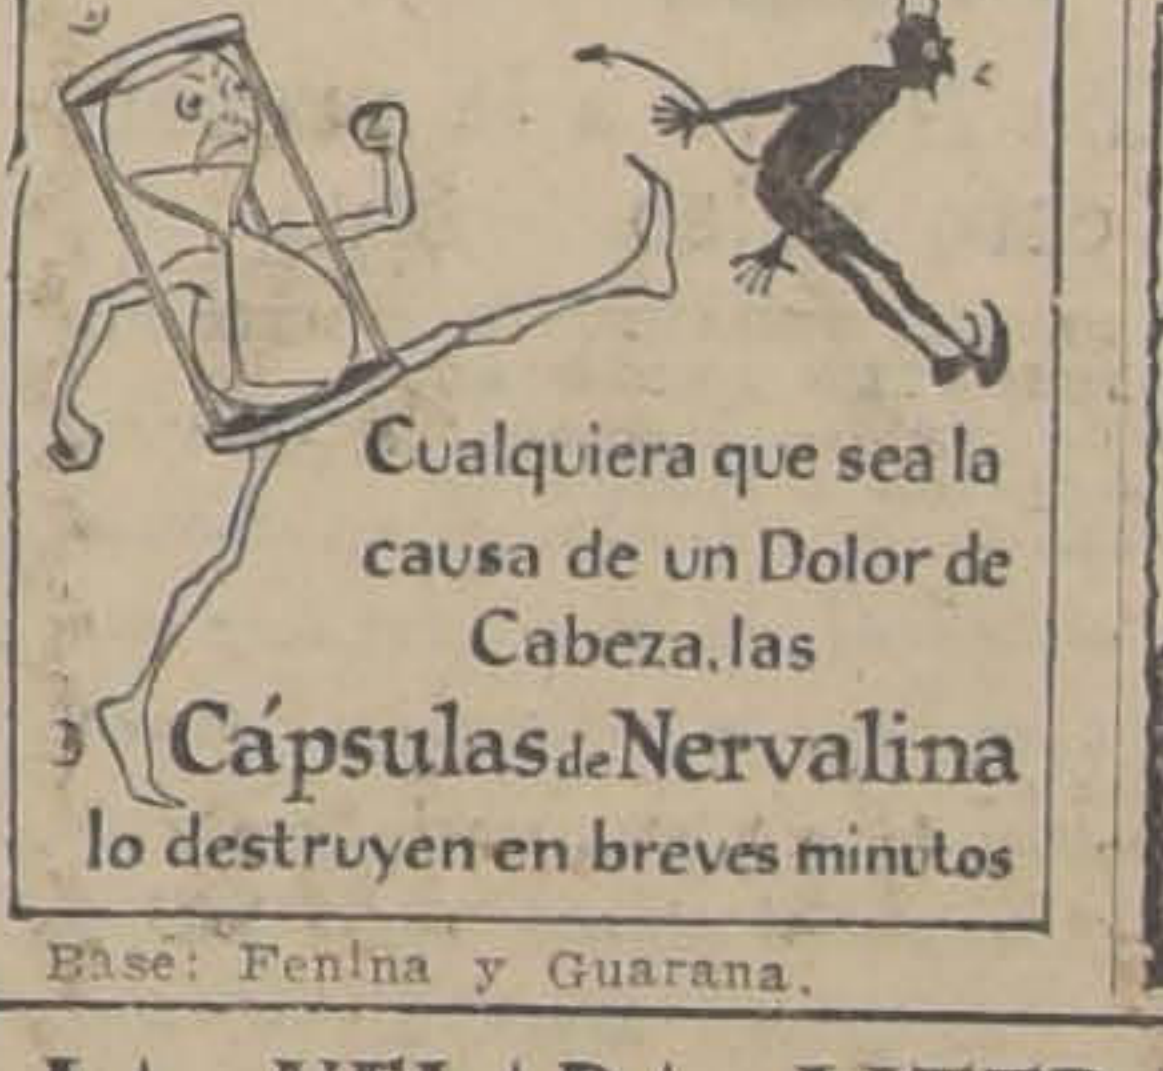 Cualquiera que sea la
causa de un Dolor de
Cabeza, las
Cápsulas de Nervalina
lo destruyen en breves minutos
Base: Fenina y Guarana.